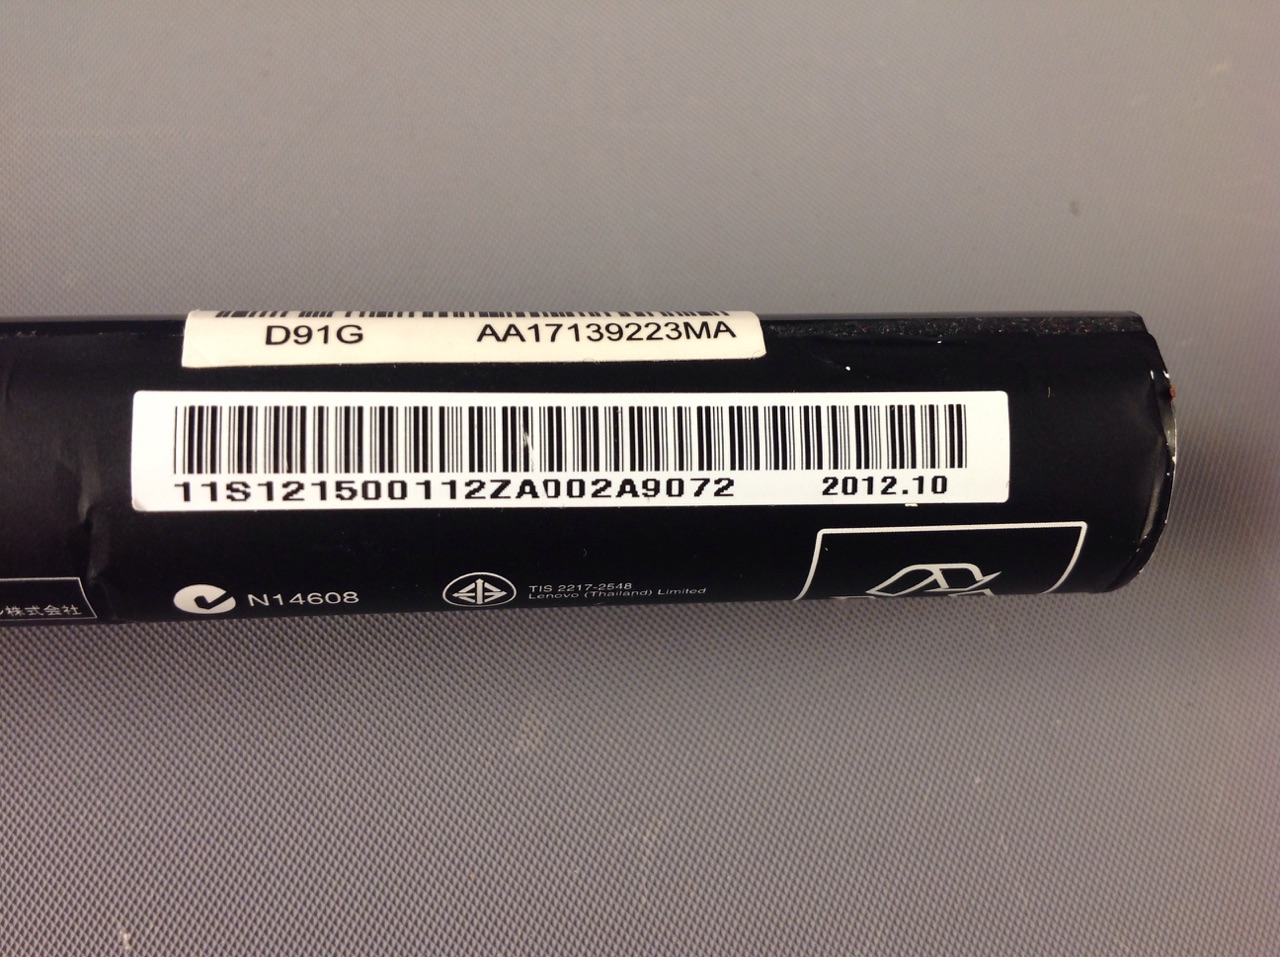 D91G AA17139223MA
11S121500112ZA002A9072 2012.10
株式会社
N14608
TIS 2217-2548
Lenovo (Thailand) Limited